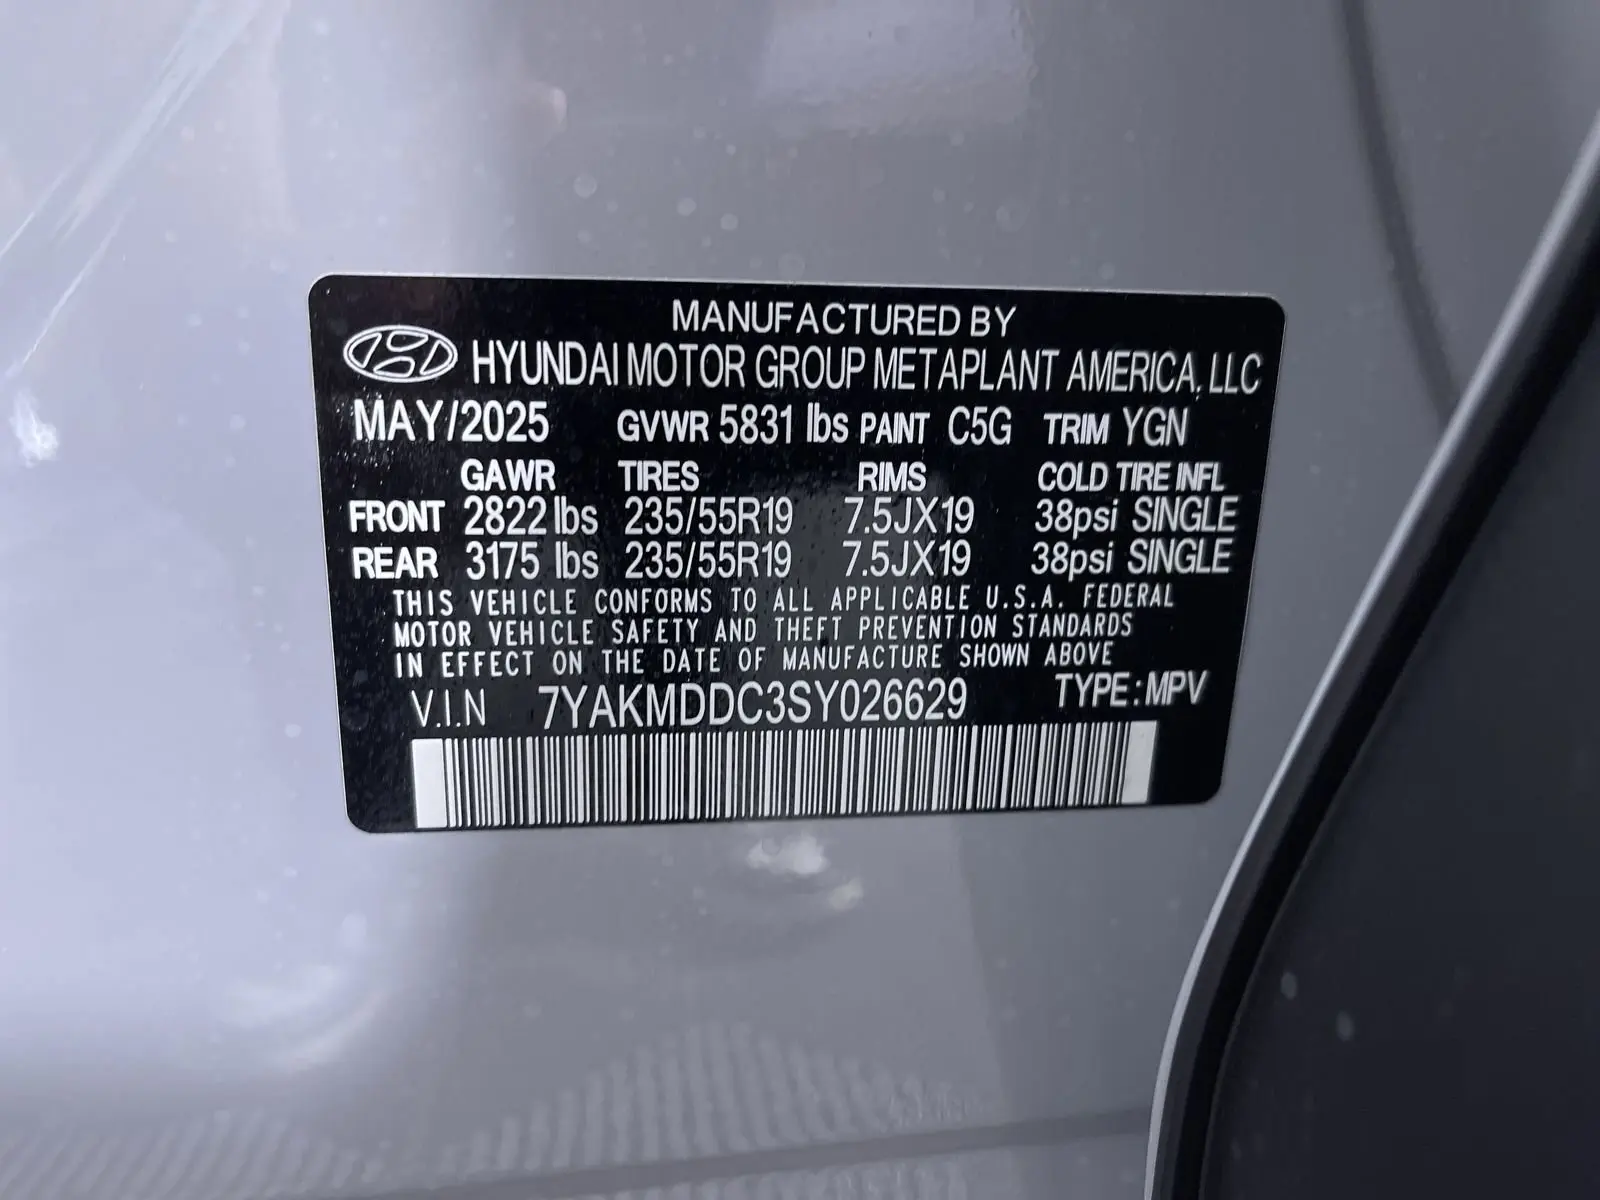 MANUFACTURED BY
HYUNDAI MOTOR GROUP METAPLANT AMERICA, LLC
MAY/2025 GVWR 5831 lbs PAINT C5G TRIM YGN
GAWR TIRES RIMS COLD TIRE INFL
FRONT 2822 lbs 235/55R19 7.5JX19 38psi SINGLE
REAR 3175 lbs 235/55R19 7.5JX19 38psi SINGLE
THIS VEHICLE CONFORMS TO ALL APPLICABLE U.S.A. FEDERAL
MOTOR VEHICLE SAFETY AND THEFT PREVENTION STANDARDS
IN EFFECT ON THE DATE OF MANUFACTURE SHOWN ABOVE
V.I.N 7YAKMDDC3SY026629 TYPE: MPV